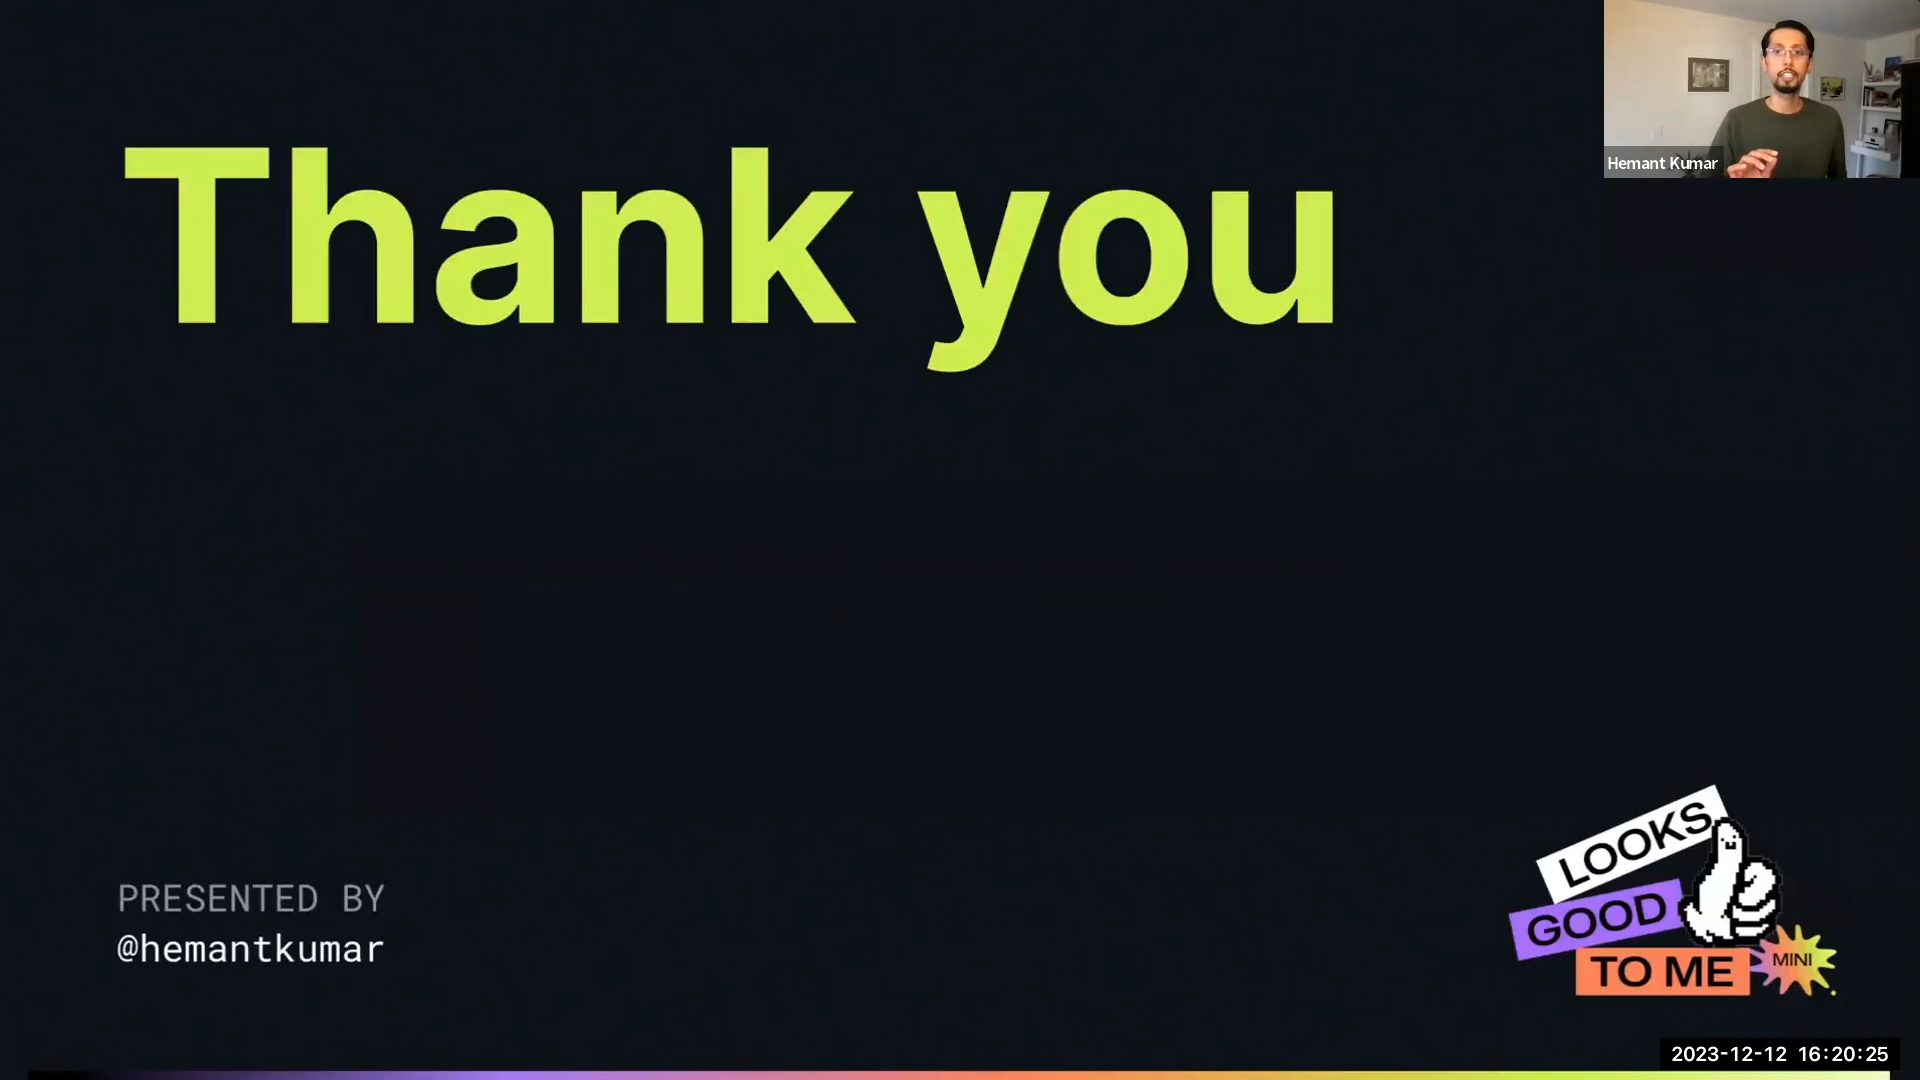 Thank you
Hemant Kumar
PRESENTED BY
@hemantkumar
LOOKS
GOOD
TO ME
MINI
2023-12-12 16:20:25